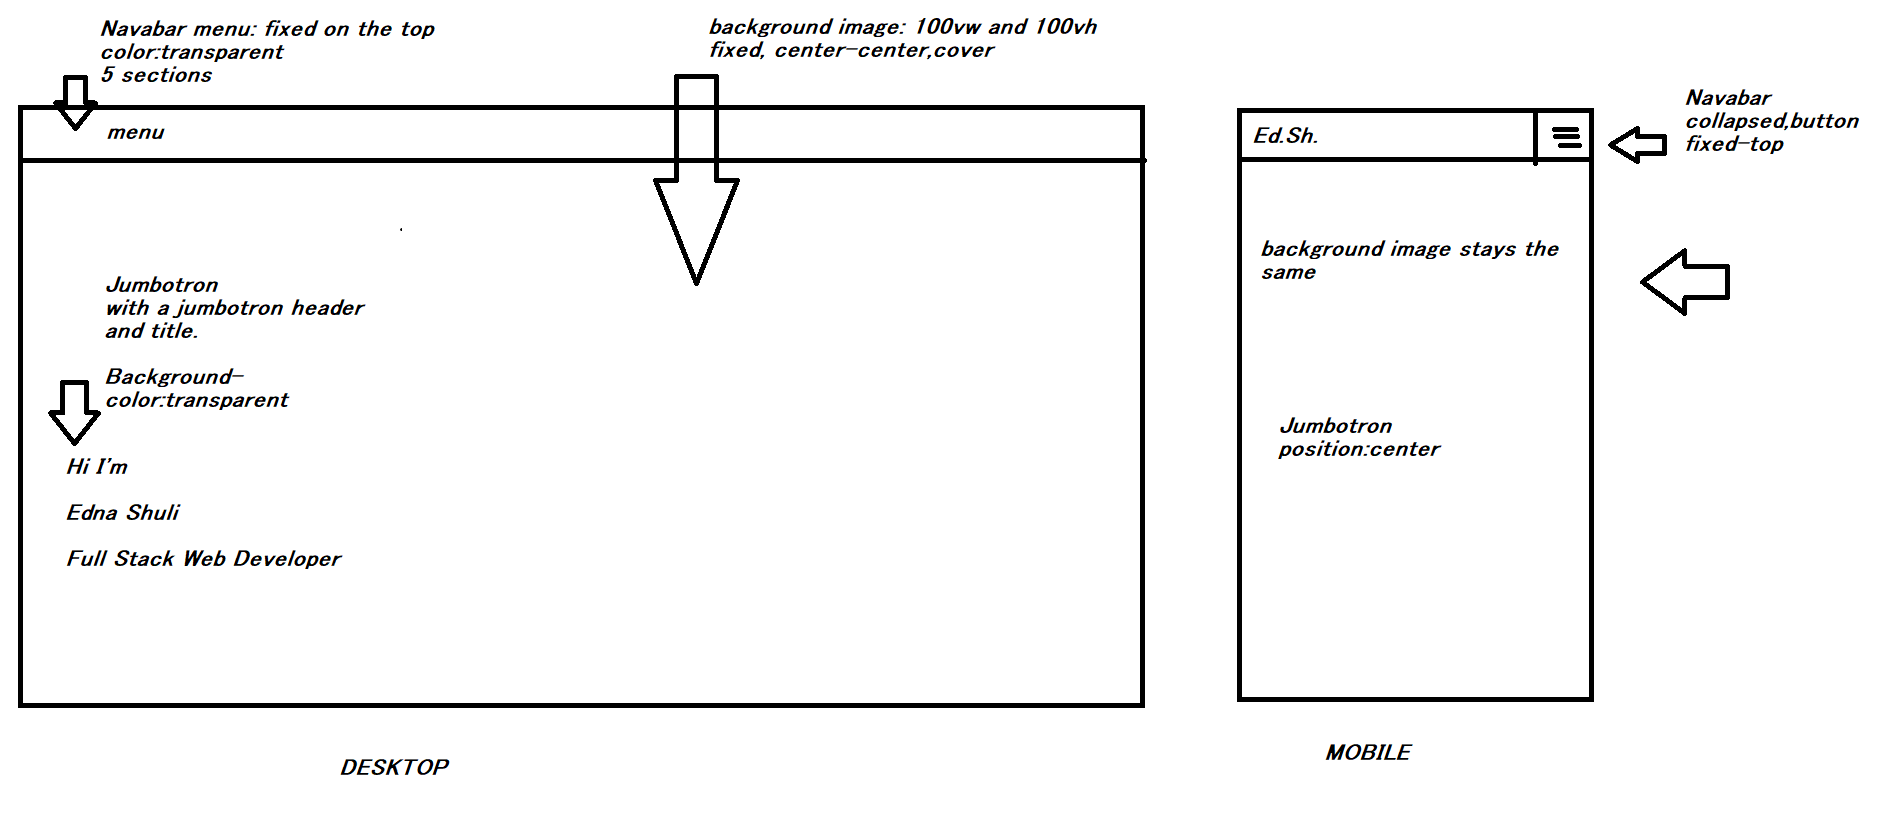 Navabar menu: fixed on the top
color:transparent
5 sections
menu
background image: 100vw and 100vh
fixed, center-center,cover
Jumbotron
with a jumbotron header
and title.
Background-
color:transparent
Hi I'm
Edna Shuli
Full Stack Web Developer
DESKTOP
Ed.Sh.
Navabar
collapsed,button
fixed-top
background image stays the
same
Jumbotron
position:center
MOBILE